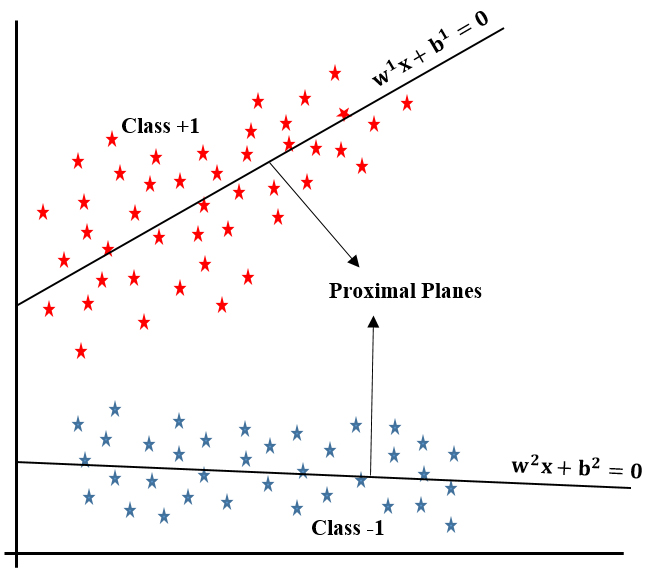 w¹x + b¹ = 0
Class +1
Proximal Planes
w²x + b² = 0
Class -1